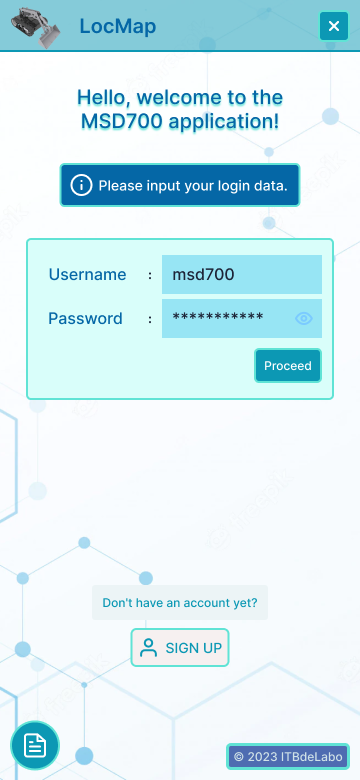 LocMap
Hello, welcome to the
MSD700 application!
Please input your login data.
Username : msd700
Password : ***********
Proceed
Don't have an account yet?
SIGN UP
© 2023 ITBdeLabo